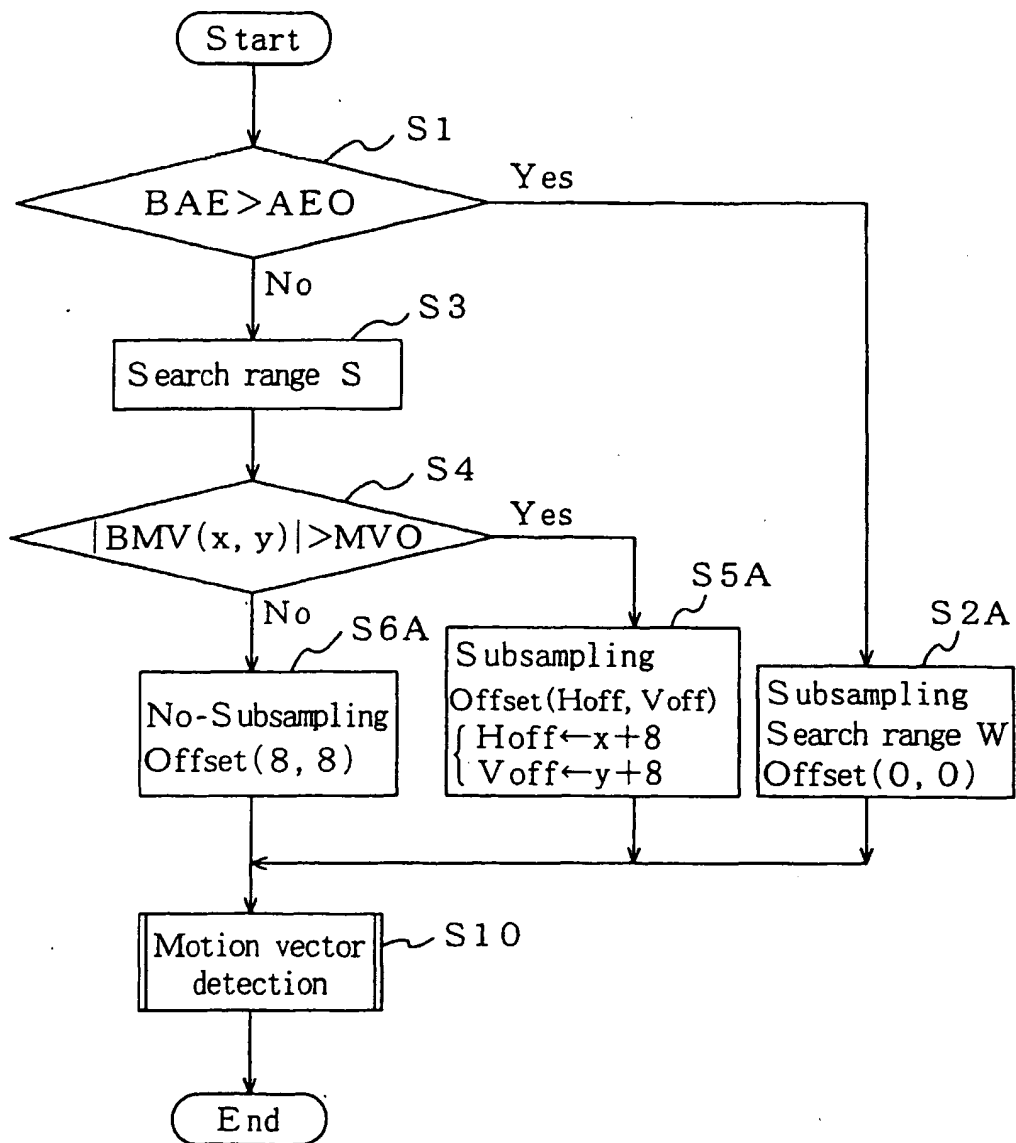 Start
S1
BAE>AEO
Yes
No
S3
Search range S
S4
|BMV(x, y)|>MVO
Yes
No
S6A
No-Subsampling
Offset(8, 8)
S5A
Subsampling
Offset(Hoff, Voff)
{ Hoff←x+8
Voff←y+8
S2A
Subsampling
Search range W
Offset(0, 0)
Motion vector
detection
S10
End